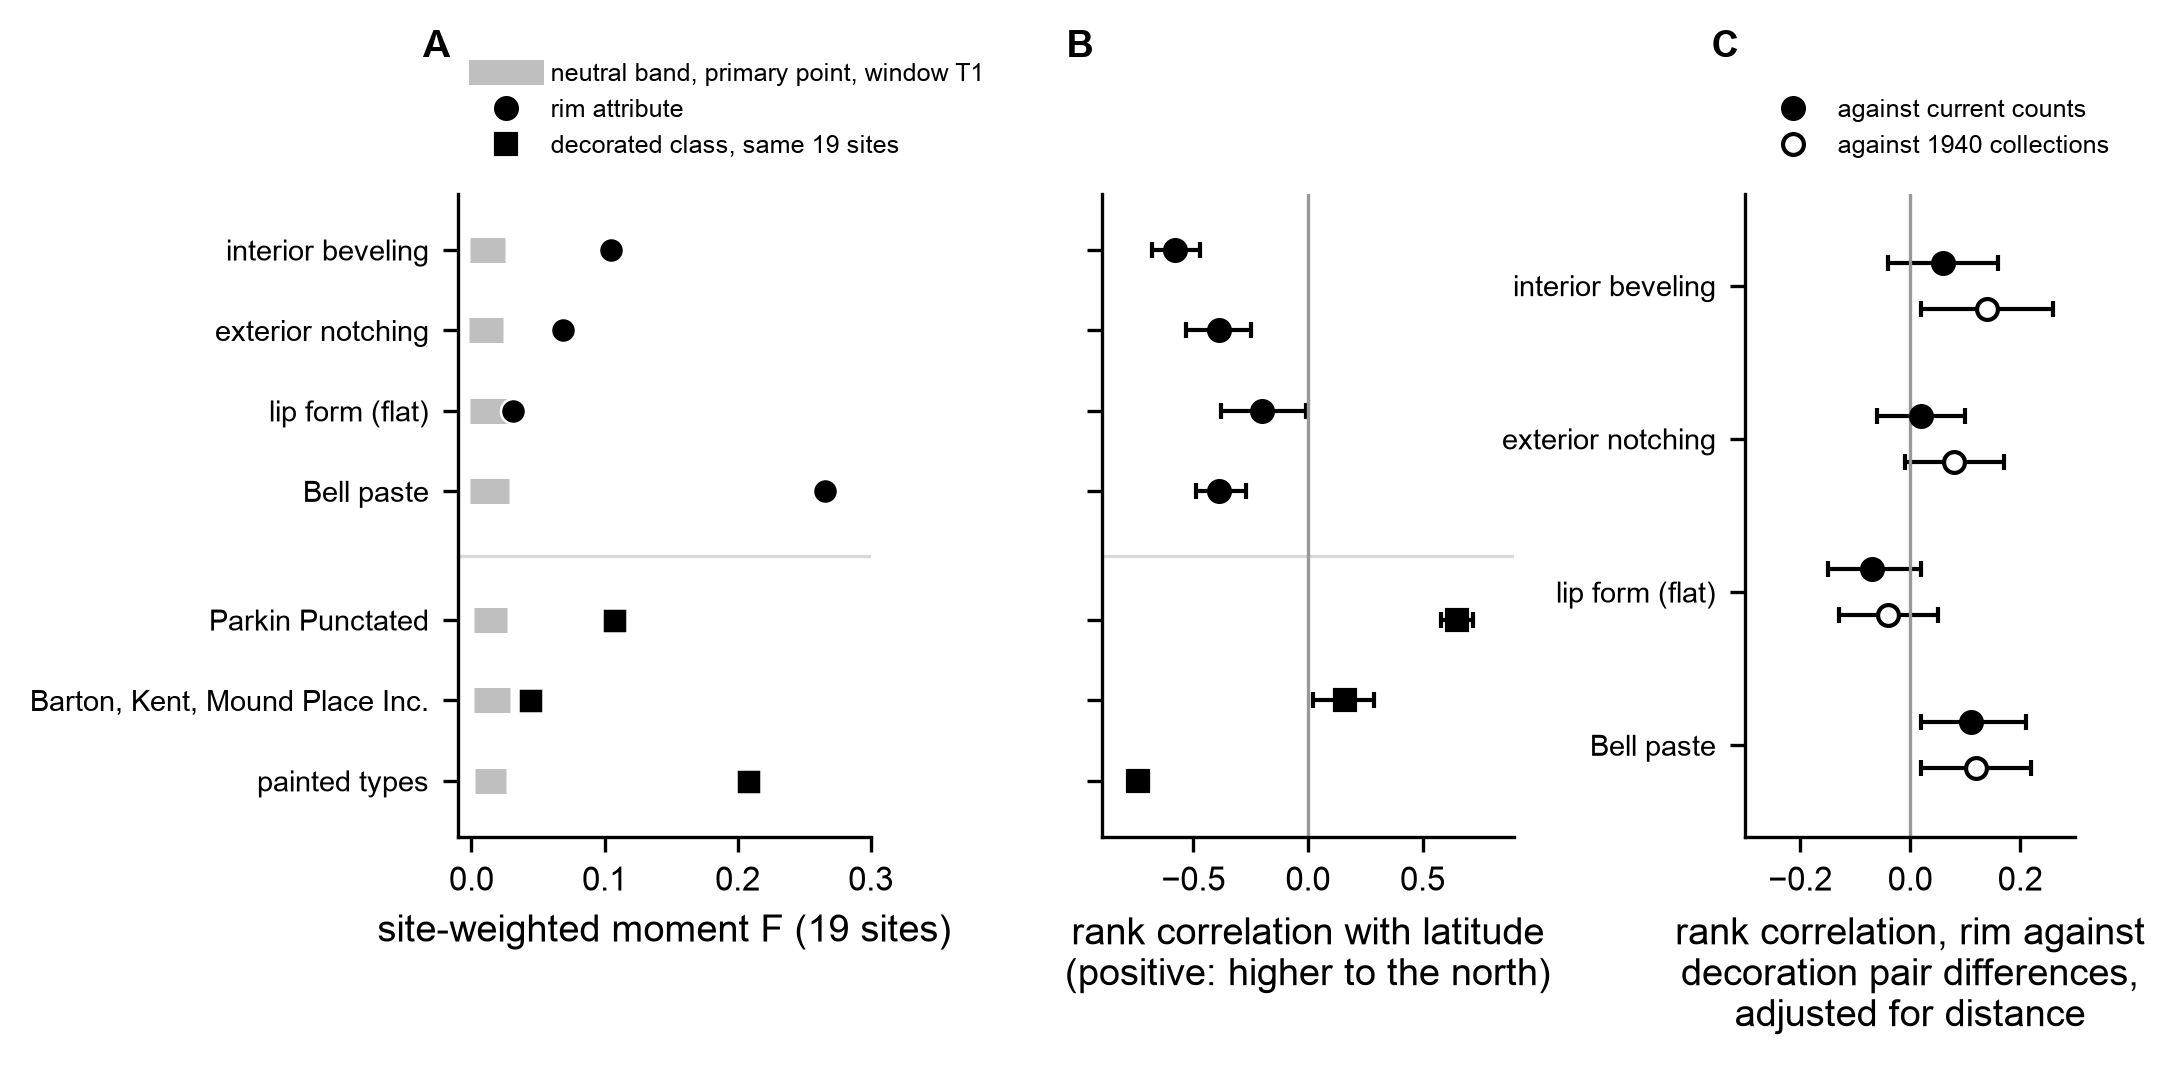 A
neutral band, primary point, window T1
rim attribute
decorated class, same 19 sites
interior beveling
exterior notching
lip form (flat)
Bell paste
Parkin Punctated
Barton, Kent, Mound Place Inc.
painted types
0.0 0.1 0.2 0.3
site-weighted moment F (19 sites)
B
−0.5 0.0 0.5
rank correlation with latitude
(positive: higher to the north)
C
against current counts
against 1940 collections
interior beveling
exterior notching
lip form (flat)
Bell paste
−0.2 0.0 0.2
rank correlation, rim against
decoration pair differences,
adjusted for distance